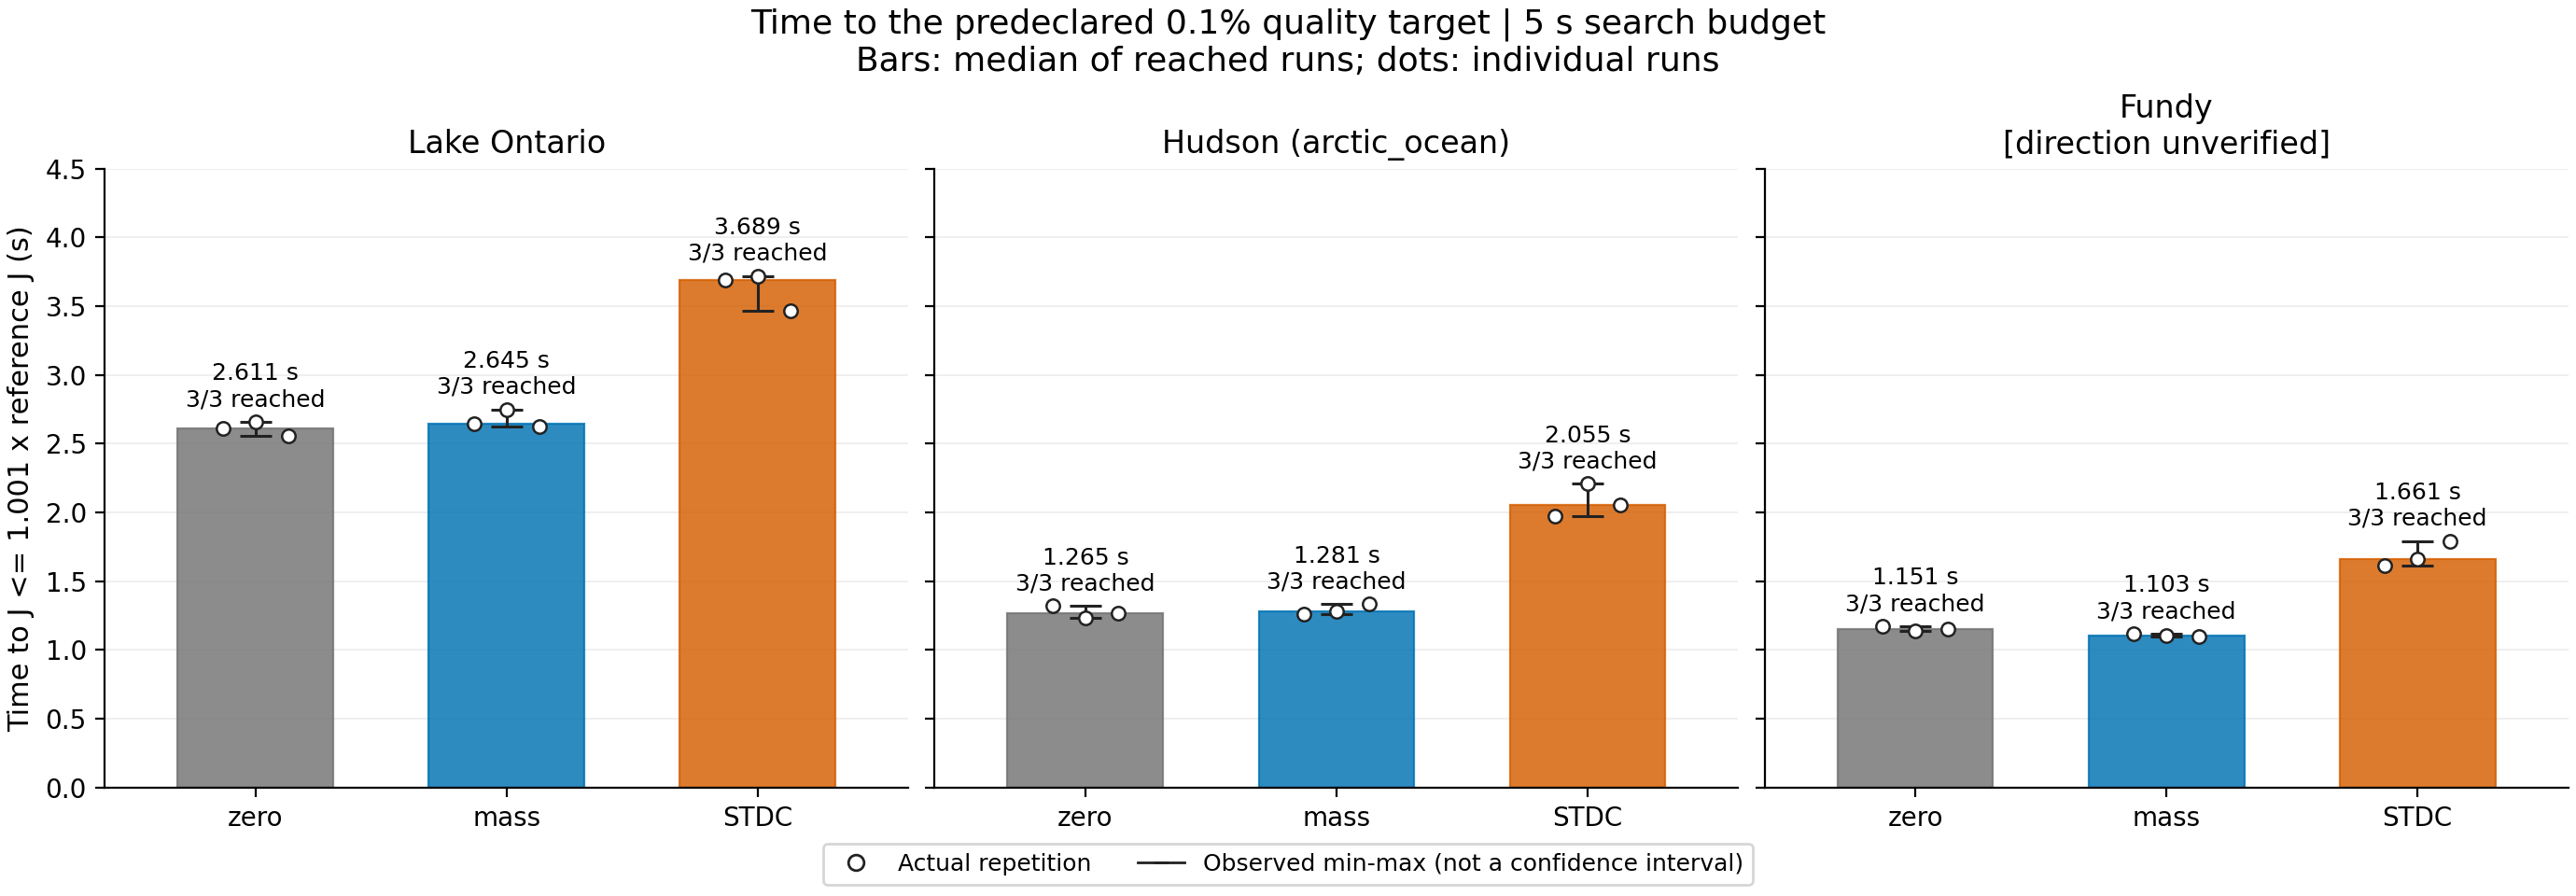 Time to the predeclared 0.1% quality target | 5 s search budget
Bars: median of reached runs; dots: individual runs
Lake Ontario
Time to J <= 1.001 x reference J (s)
4.5
4.0
3.5
3.0
2.5
2.0
1.5
1.0
0.5
0.0
2.611 s
3/3 reached
2.645 s
3/3 reached
3.689 s
3/3 reached
zero
mass
STDC
Hudson (arctic_ocean)
1.265 s
3/3 reached
1.281 s
3/3 reached
2.055 s
3/3 reached
zero
mass
STDC
Fundy
[direction unverified]
1.151 s
3/3 reached
1.103 s
3/3 reached
1.661 s
3/3 reached
zero
mass
STDC
Actual repetition
Observed min-max (not a confidence interval)